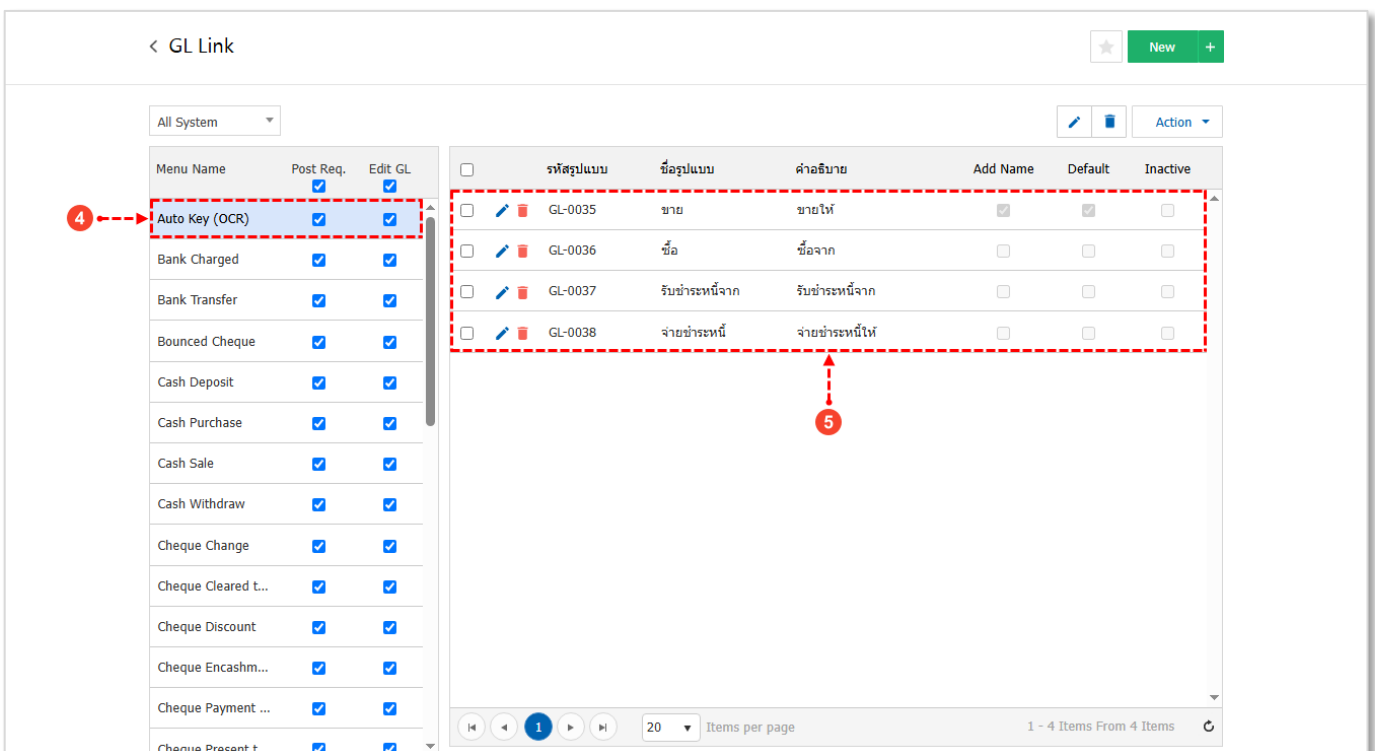 < GL Link
New +
All System
Action
Menu Name Post Req. Edit GL
รหัสรูปแบบ ชื่อรูปแบบ คำอธิบาย Add Name Default Inactive
4
Auto Key (OCR)
GL-0035 ขาย ขายให้
Bank Charged
GL-0036 ซื้อ ซื้อจาก
Bank Transfer
GL-0037 รับชำระหนี้จาก รับชำระหนี้จาก
Bounced Cheque
GL-0038 จ่ายชำระหนี้ จ่ายชำระหนี้ให้
Cash Deposit
Cash Purchase
5
Cash Sale
Cash Withdraw
Cheque Change
Cheque Cleared t...
Cheque Discount
Cheque Encashm...
Cheque Payment ...
1 20 Items per page 1 - 4 Items From 4 Items
Cheque Present t